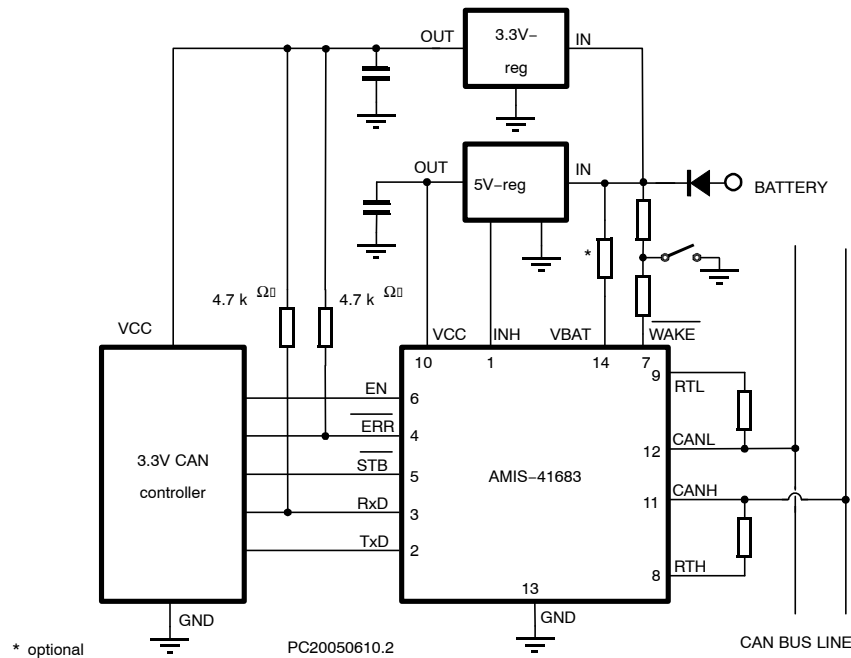 OUT
3.3V−
reg
IN
OUT
5V−reg
IN
BATTERY
*
4.7 k Ω▯
4.7 k Ω▯
VCC
VCC
INH
VBAT
WAKE
10
1
14
7
9
RTL
EN
6
ERR
4
12
CANL
3.3V CAN
controller
STB
5
AMIS−41683
RxD
3
11
CANH
TxD
2
8
RTH
13
GND
GND
* optional
PC20050610.2
CAN BUS LINE